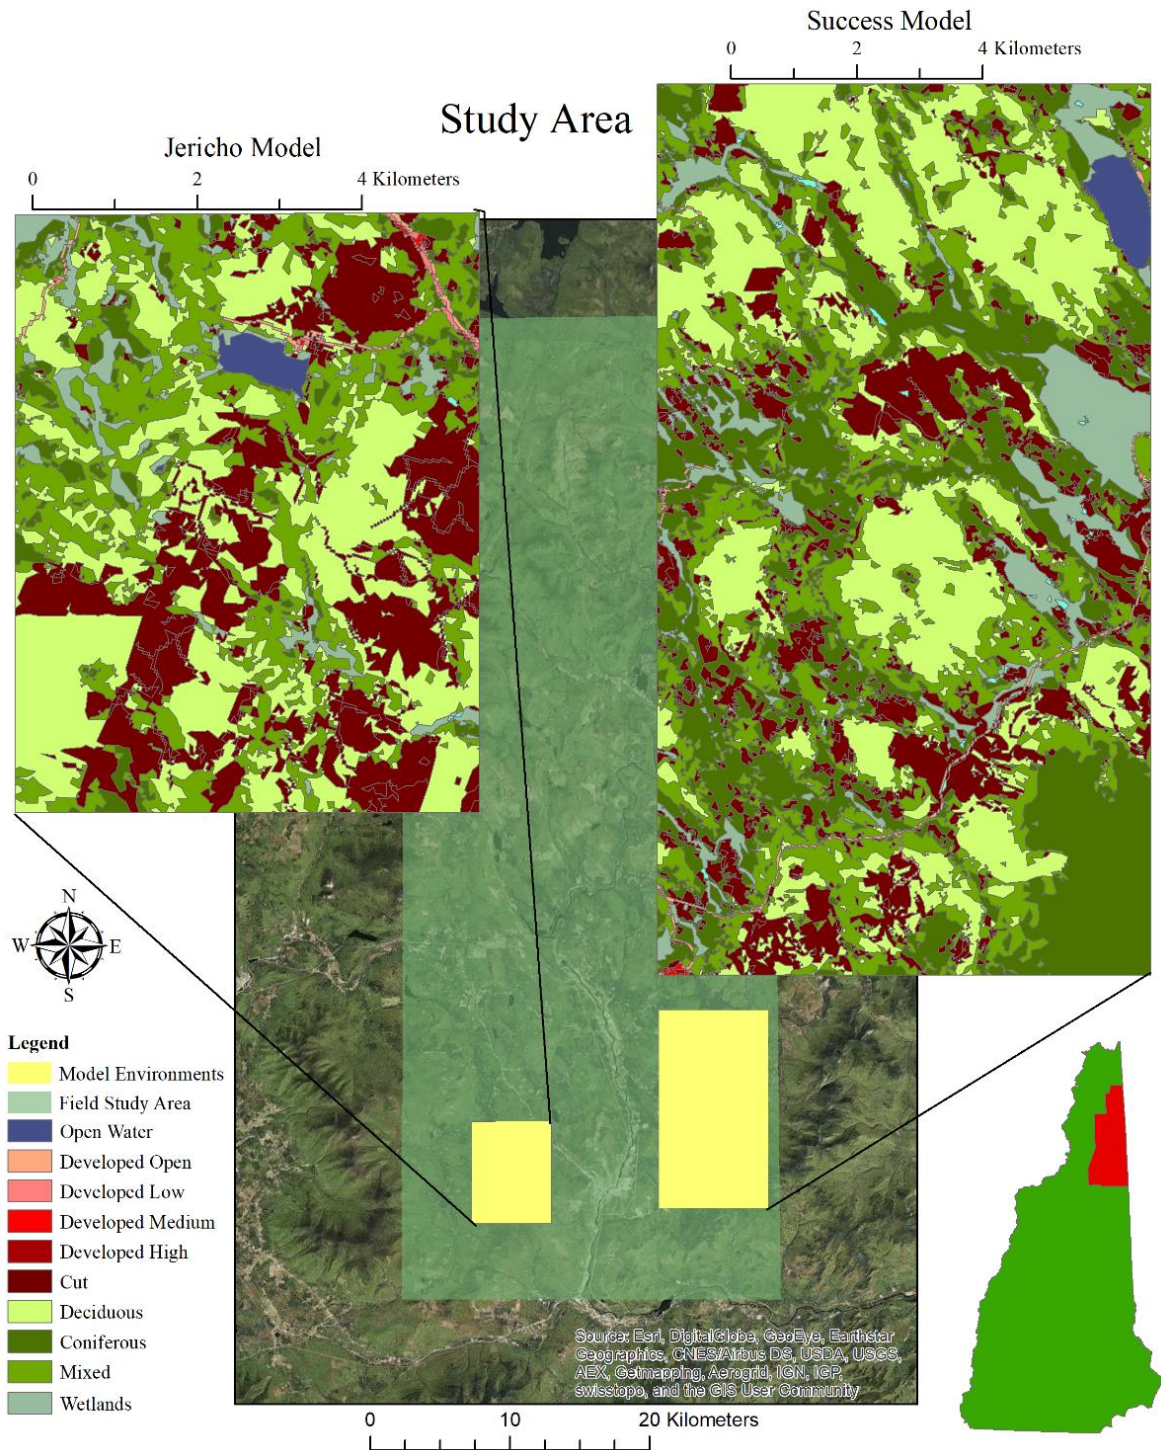 Success Model
0 2 4 Kilometers
Study Area
Jericho Model
0 2 4 Kilometers
N
W E
S
Legend
Model Environments
Field Study Area
Open Water
Developed Open
Developed Low
Developed Medium
Developed High
Cut
Deciduous
Coniferous
Mixed
Wetlands
Source: Esri, DigitalGlobe, GeoEye, Earthstar
Geographics, CNES/Airbus DS, USDA, USGS,
AEX, Getmapping, Aerogrid, IGN, IGP,
swisstopo, and the GIS User Community
0 10 20 Kilometers